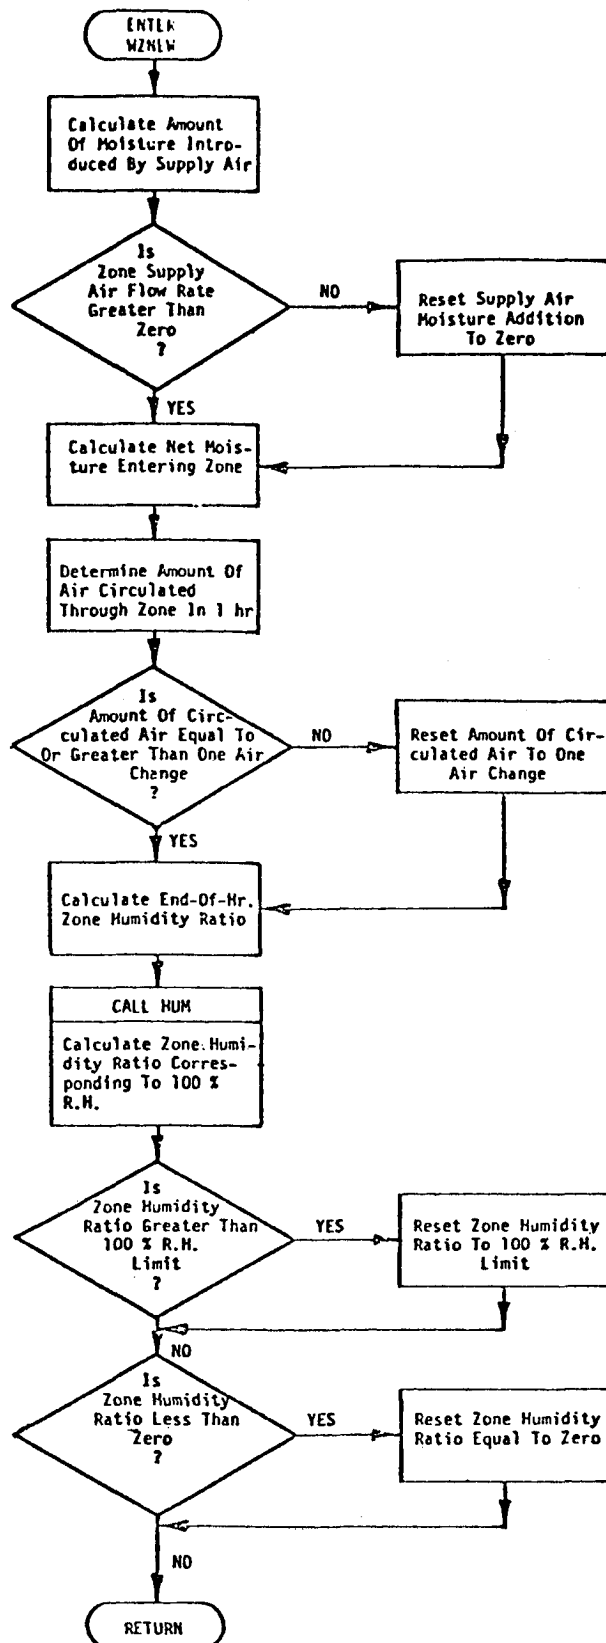 ENTER
WZNEW
Calculate Amount
Of Moisture Intro-
duced By Supply Air
Is
Zone Supply
Air Flow Rate
Greater Than
Zero
?
NO
Reset Supply Air
Moisture Addition
To Zero
YES
Calculate Net Mois-
ture Entering Zone
Determine Amount Of
Air Circulated
Through Zone In 1 hr
Is
Amount Of Circ-
ulated Air Equal To
Or Greater Than One Air
Change
?
NO
Reset Amount Of Cir-
culated Air To One
Air Change
YES
Calculate End-Of-Hr.
Zone Humidity Ratio
CALL HUM
Calculate Zone Humi-
dity Ratio Corres-
ponding To 100 %
R.H.
Is
Zone Humidity
Ratio Greater Than
100 % R.H.
Limit
?
YES
Reset Zone Humidity
Ratio To 100 % R.H.
Limit
NO
Is
Zone Humidity
Ratio Less Than
Zero
?
YES
Reset Zone Humidity
Ratio Equal To Zero
NO
RETURN